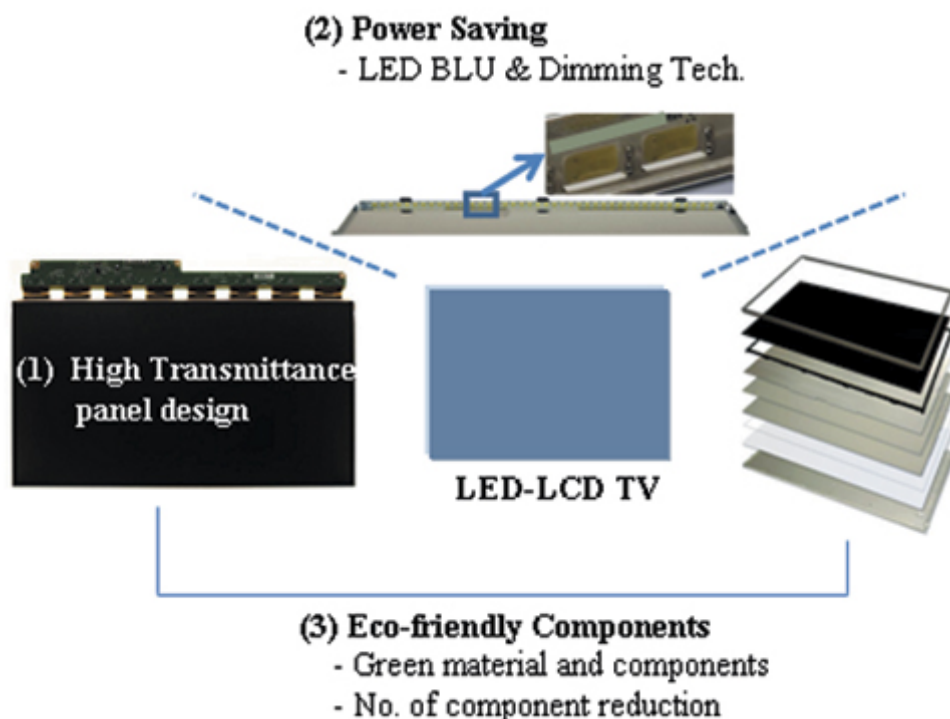 (2) Power Saving
- LED BLU & Dimming Tech.
(1) High Transmittance
panel design
LED-LCD TV
(3) Eco-friendly Components
- Green material and components
- No. of component reduction